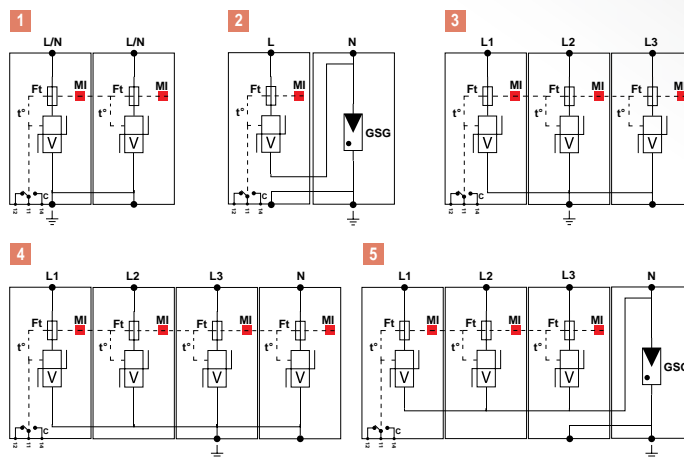 1
L/N L/N
Ft MI Ft MI
t°
V V
C
12 11 14
2
L N
Ft MI
t°
V
GSG
C
12 11 14
3
L1 L2 L3
Ft MI Ft MI Ft MI
t° t° t°
V V V
C
12 11 14
4
L1 L2 L3 N
Ft MI Ft MI Ft MI Ft MI
t° t° t° t°
V V V V
C
12 11 14
5
L1 L2 L3 N
Ft MI Ft MI Ft MI
t° t° t°
V V V
GSG
C
12 11 14